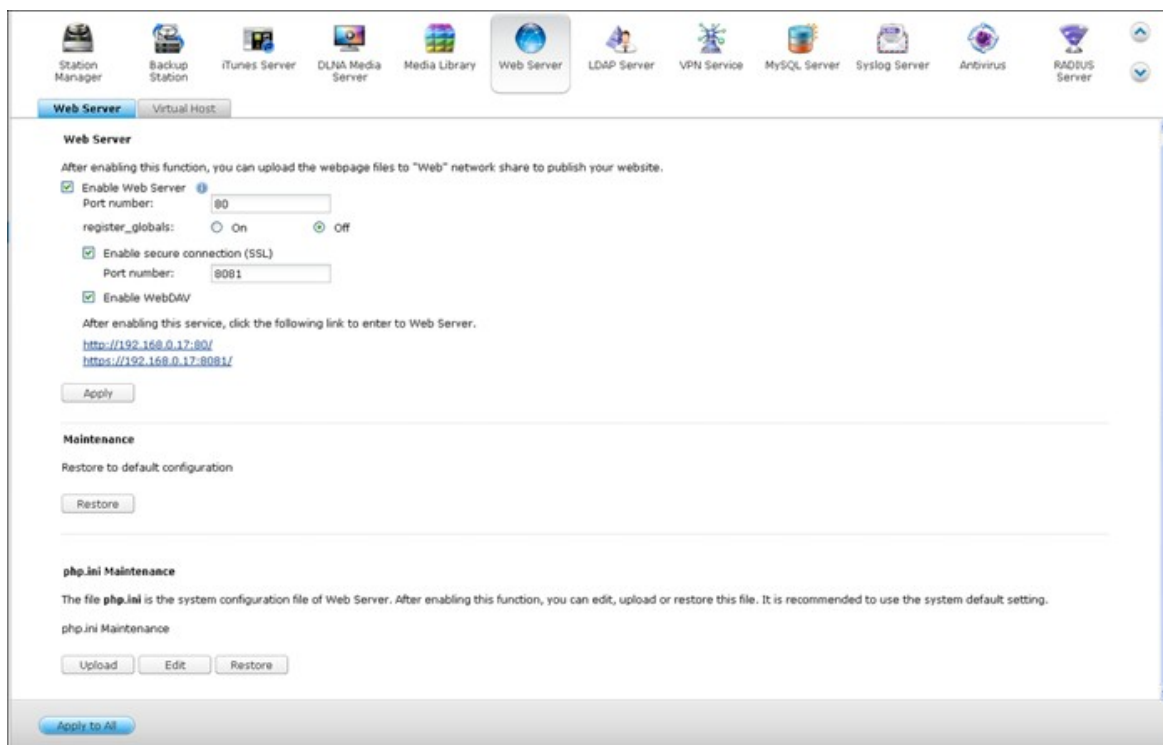 Station Manager
Backup Station
iTunes Server
DLNA Media Server
Media Library
Web Server
LDAP Server
VPN Service
MySQL Server
Syslog Server
Antivirus
RADIUS Server
Web Server
Virtual Host
Web Server
After enabling this function, you can upload the webpage files to "Web" network share to publish your website.
Enable Web Server
Port number: 80
register_globals: On Off
Enable secure connection (SSL)
Port number: 8081
Enable WebDAV
After enabling this service, click the following link to enter to Web Server.
http://192.168.0.17:80/
https://192.168.0.17:8081/
Apply
Maintenance
Restore to default configuration
Restore
php.ini Maintenance
The file php.ini is the system configuration file of Web Server. After enabling this function, you can edit, upload or restore this file. It is recommended to use the system default setting.
php.ini Maintenance
Upload Edit Restore
Apply to All